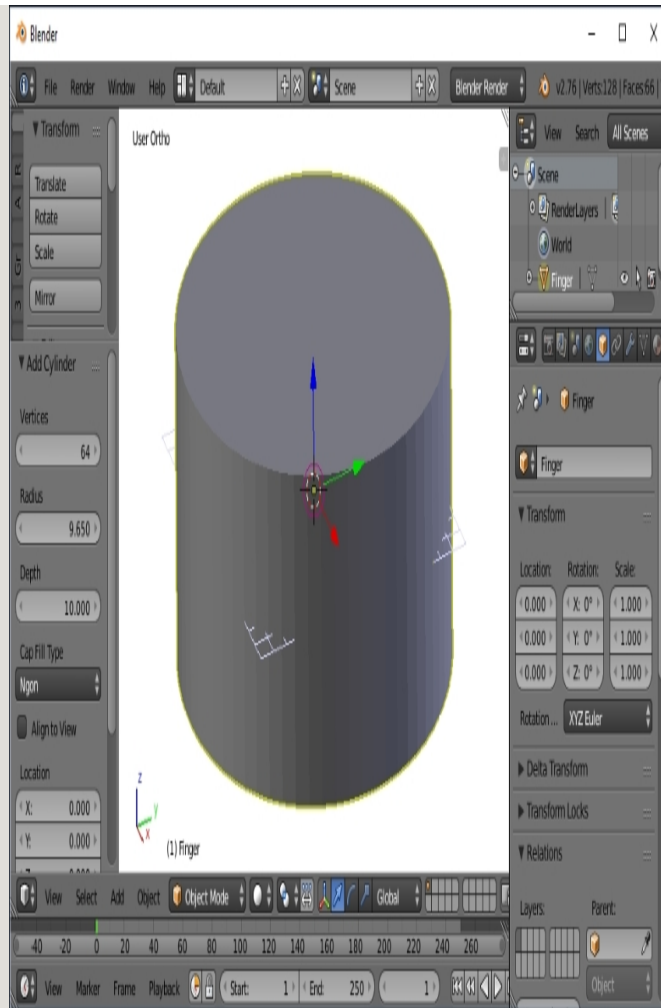 Blender
File Render Window Help Default Scene Blender Render v2.76 | Verts:128 | Faces:66 |
Transform
Translate
Rotate
Scale
Mirror
Add Cylinder
Vertices
64
Radius
9.650
Depth
10.000
Cap Fill Type
Ngon
Align to View
Location
X: 0.000
Y: 0.000
User Ortho
z
y
x
(1) Finger
View Search All Scenes
Scene
RenderLayers |
World
Finger |
Finger
Finger
Transform
Location: Rotation: Scale:
0.000 X: 0° 1.000
0.000 Y: 0° 1.000
0.000 Z: 0° 1.000
Rotation ... XYZ Euler
Delta Transform
Transform Locks
Relations
Layers: Parent:
Object
View Select Add Object Object Mode Global
-40 -20 0 20 40 60 80 100 120 140 160 180 200 220 240 260
View Marker Frame Playback Start: 1 End: 250 1